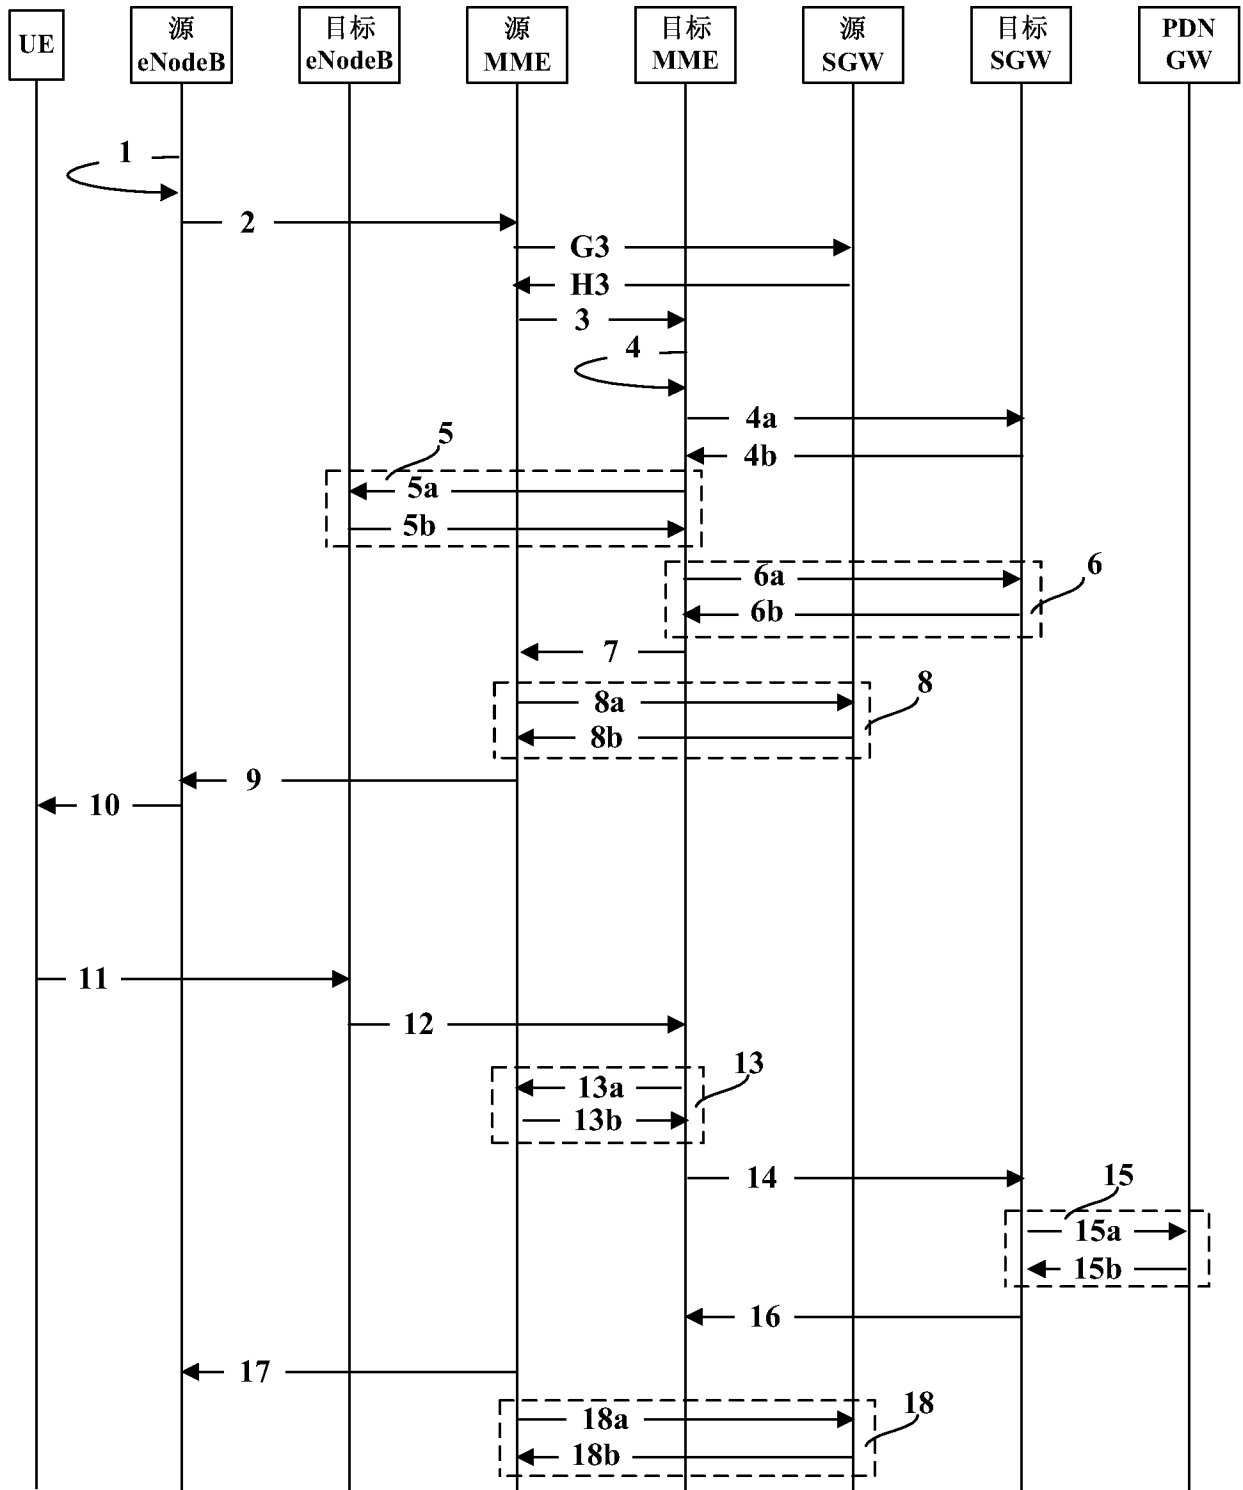 UE
源
eNodeB
目标
eNodeB
源
MME
目标
MME
源
SGW
目标
SGW
PDN
GW
1
2
G3
H3
3
4
4a
4b
5
5a
5b
6
6a
6b
7
8
8a
8b
9
10
11
12
13
13a
13b
14
15
15a
15b
16
17
18
18a
18b